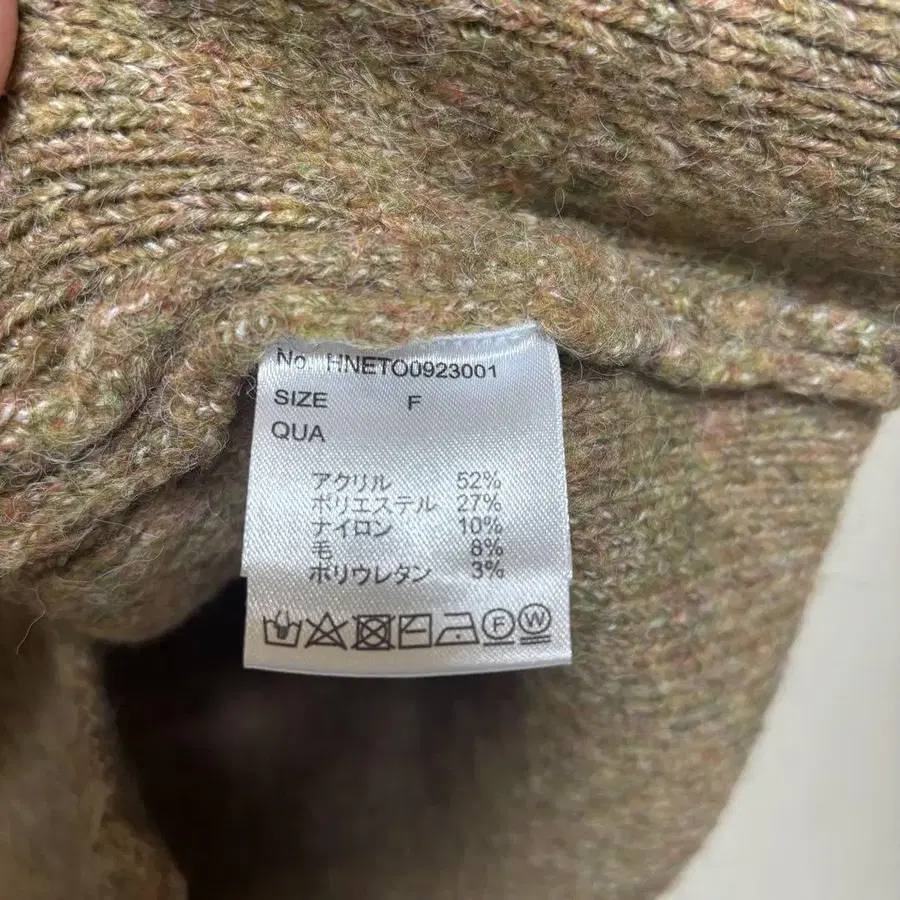 No. HNETO0923001
SIZE F
QUA
アクリル 52%
ポリエステル 27%
ナイロン 10%
毛 8%
ポリウレタン 3%
F W